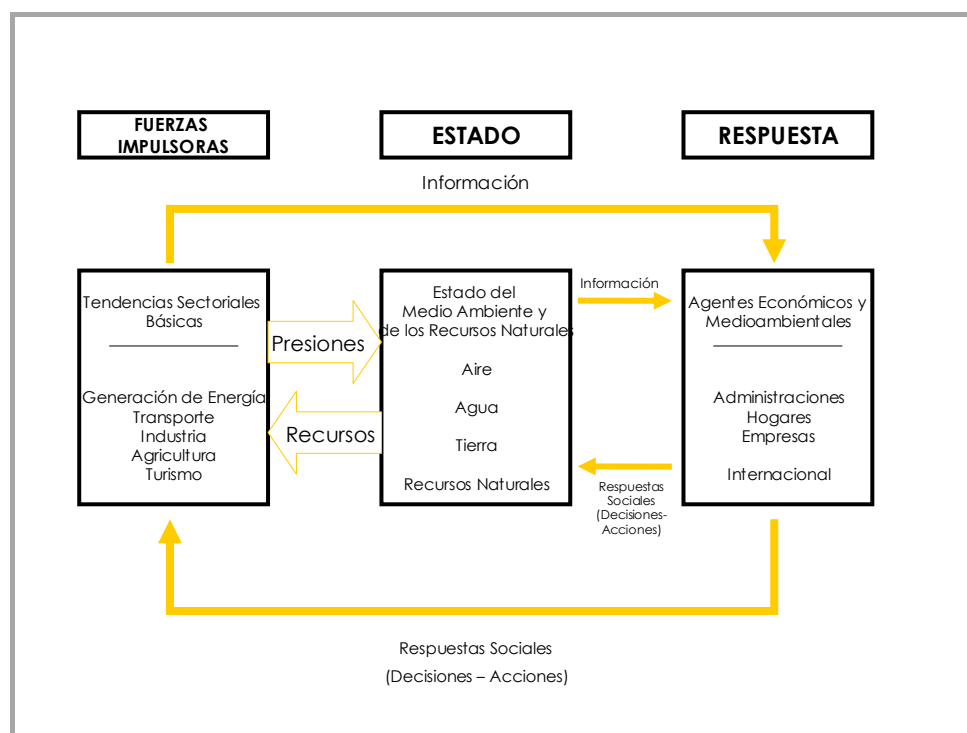 FUERZAS
IMPULSORAS
ESTADO
RESPUESTA
Información
Tendencias Sectoriales
Básicas
Generación de Energía
Transporte
Industria
Agricultura
Turismo
Presiones
Recursos
Estado del
Medio Ambiente y
de los Recursos Naturales
Aire
Agua
Tierra
Recursos Naturales
Información
Respuestas
Sociales
(Decisiones-
Acciones)
Agentes Económicos y
Medioambientales
Administraciones
Hogares
Empresas
Internacional
Respuestas Sociales
(Decisiones – Acciones)